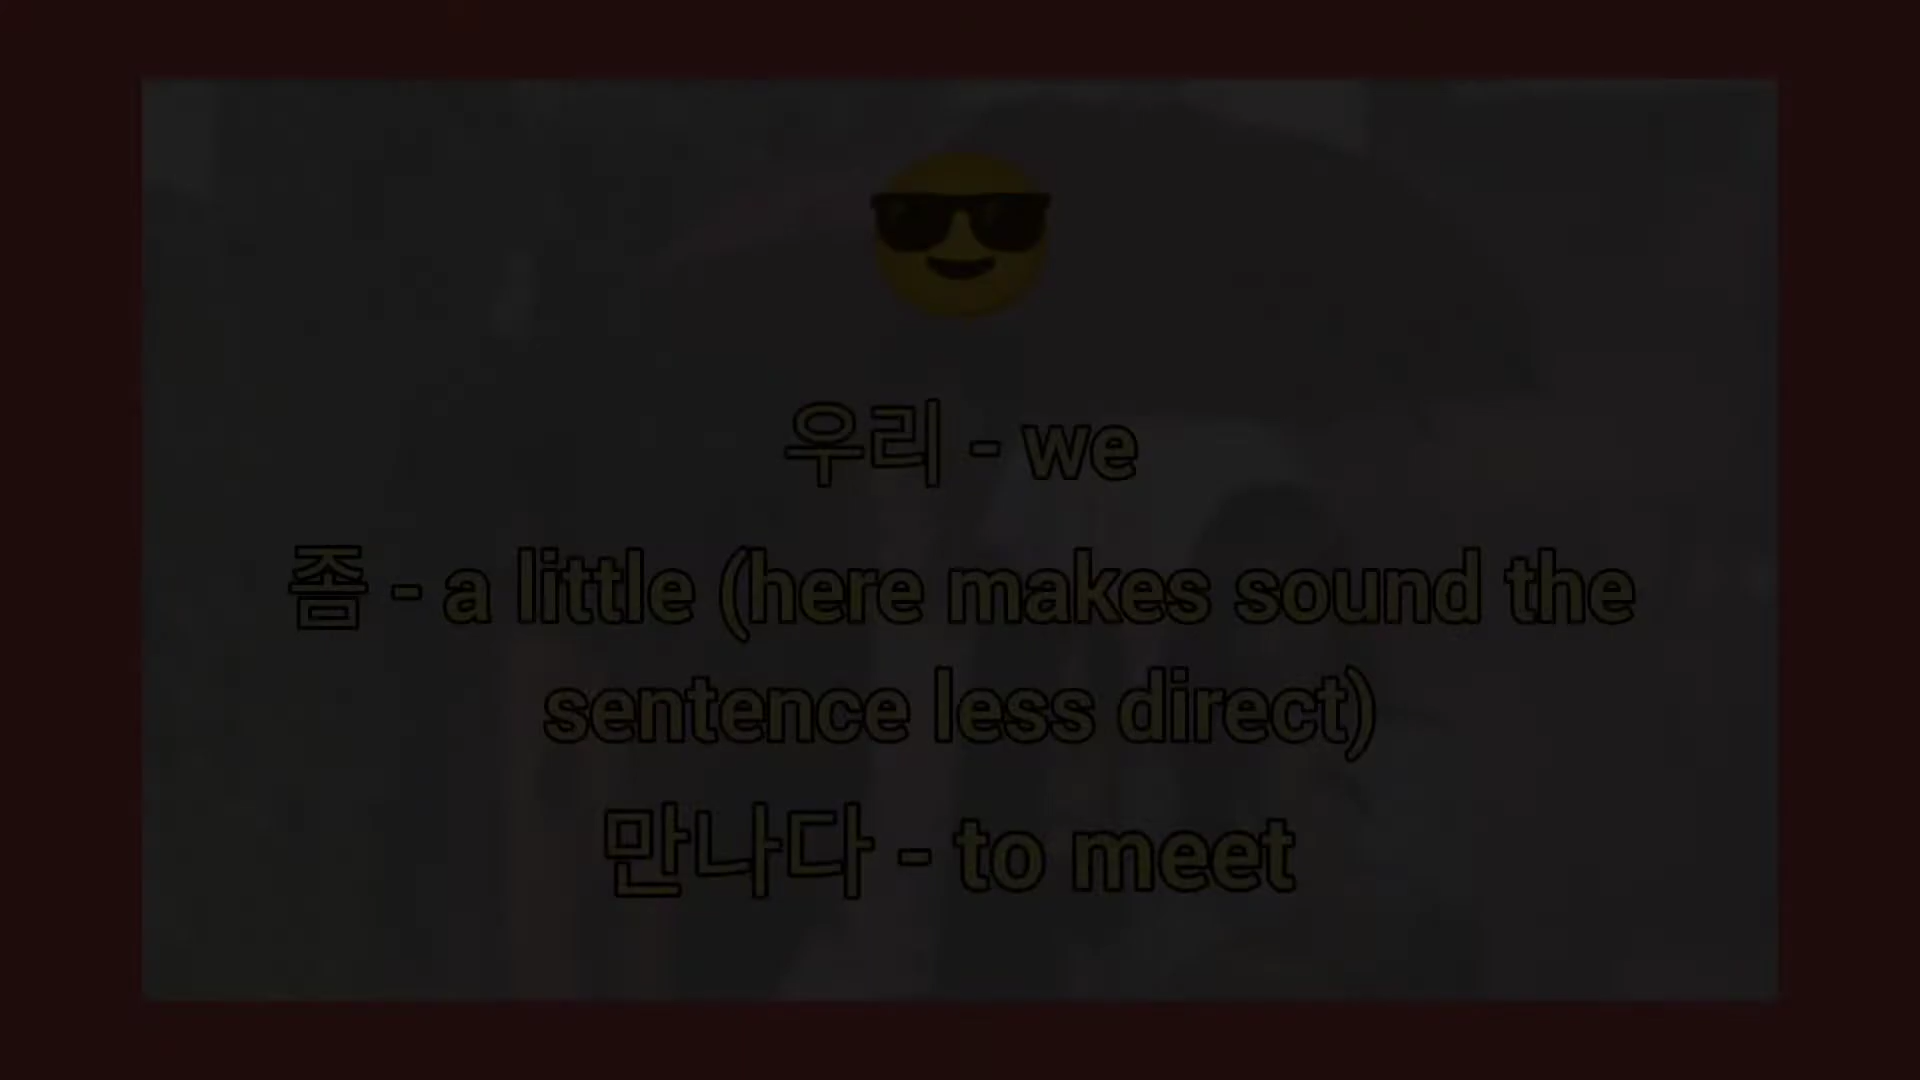 우리 - we
좀 - a little (here makes sound the
sentence less direct)
만나다 - to meet